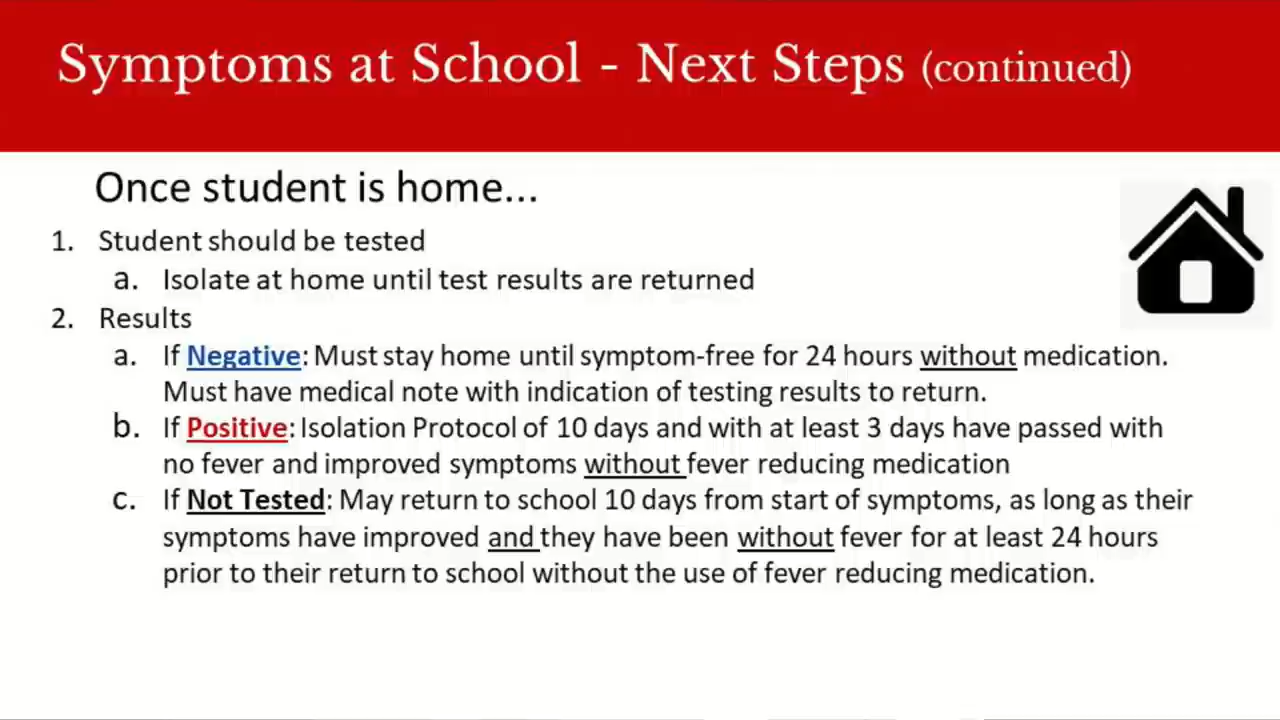 Symptoms at School - Next Steps (continued)
Once student is home...
1. Student should be tested
a. Isolate at home until test results are returned
2. Results
a. If Negative: Must stay home until symptom-free for 24 hours without medication.
Must have medical note with indication of testing results to return.
b. If Positive: Isolation Protocol of 10 days and with at least 3 days have passed with
no fever and improved symptoms without fever reducing medication
c. If Not Tested: May return to school 10 days from start of symptoms, as long as their
symptoms have improved and they have been without fever for at least 24 hours
prior to their return to school without the use of fever reducing medication.